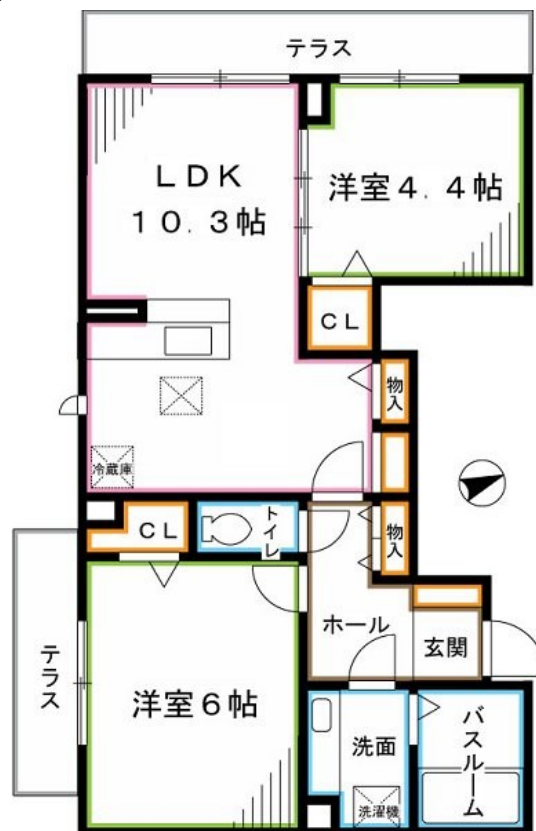 テラス
LDK
10.3帖
洋室4.4帖
CL
物入
冷蔵庫
CL
トイレ
物入
ホール
玄関
テラス
洋室6帖
洗面
バスルーム
洗濯機